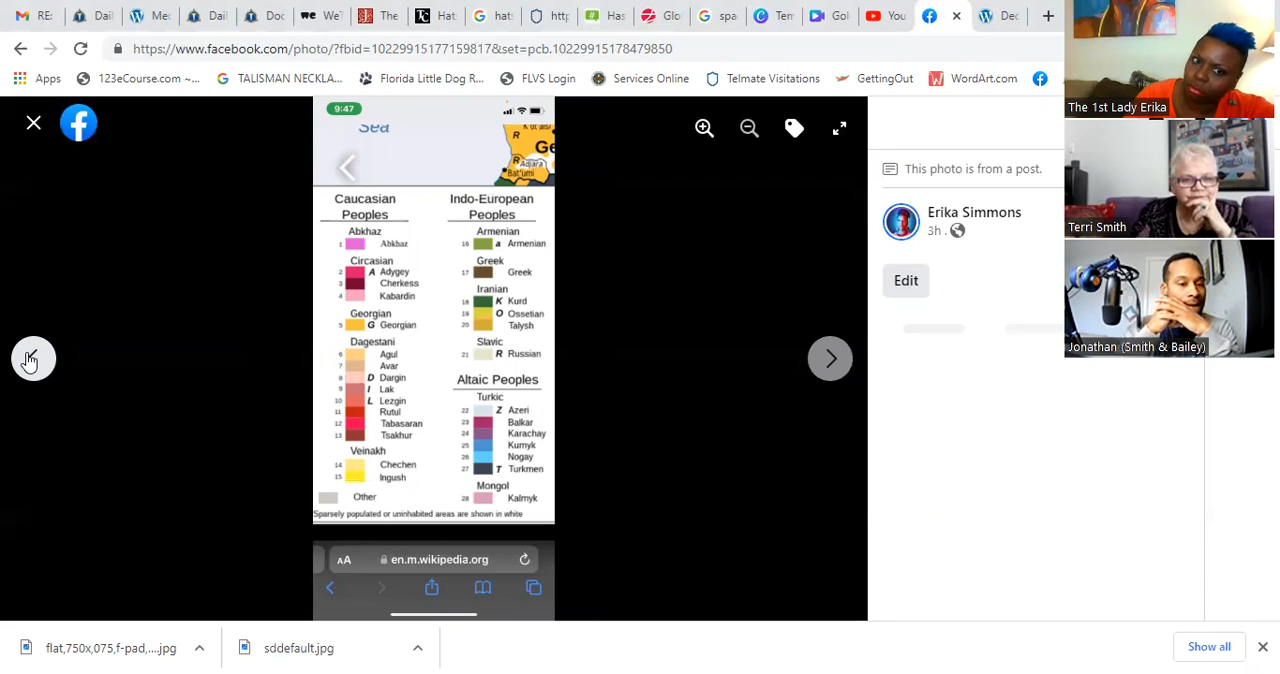 RE:
Dail
Me
Dail
Doc
we WeT
The
Hat
hats
http
Has
Glo
spa
Ten
Gol
You
Dec
https://www.facebook.com/photo/?fbid=10229915177159817&set=pcb.10229915178479850
Apps
123eCourse.com ~...
TALISMAN NECKLA...
Florida Little Dog R...
FLVS Login
Services Online
Telmate Visitations
GettingOut
WordArt.com
The 1st Lady Erika
Terri Smith
Jonathan (Smith & Bailey)
9:47
Sea
R
Ge
R
Adjara
Bat'umi
Caucasian
Peoples
Abkhaz
1 Abkhaz
Circasian
2 A Adygey
3 Cherkess
4 Kabardin
Georgian
5 G Georgian
Dagestani
6 Agul
7 Avar
8 D Dargin
9 I Lak
10 L Lezgin
11 Rutul
12 Tabasaran
13 Tsakhur
Veinakh
14 Chechen
15 Ingush
Other
Indo-European
Peoples
Armenian
16 a Armenian
Greek
17 Greek
Iranian
18 K Kurd
19 O Ossetian
20 Talysh
Slavic
21 R Russian
Altaic Peoples
Turkic
22 Z Azeri
23 Balkar
24 Karachay
25 Kumyk
26 Nogay
27 T Turkmen
Mongol
28 Kalmyk
Sparsely populated or uninhabited areas are shown in white
AA en.m.wikipedia.org
This photo is from a post.
Erika Simmons
3h .
Edit
flat,750x,075,f-pad,....jpg
sddefault.jpg
Show all